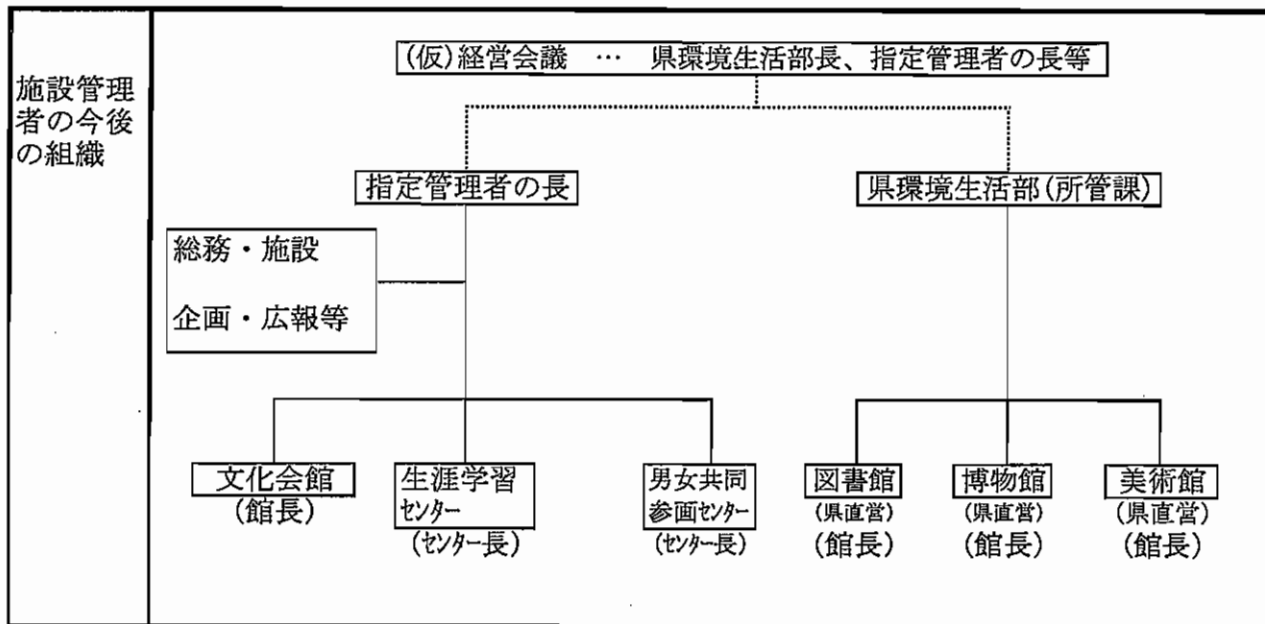 施設管理
者の今後
の組織
(仮)経営会議 … 県環境生活部長、指定管理者の長等
指定管理者の長
県環境生活部(所管課)
総務・施設
企画・広報等
文化会館
(館長)
生涯学習
センター
(センター長)
男女共同
参画センター
(センター長)
図書館
(県直営)
(館長)
博物館
(県直営)
(館長)
美術館
(県直営)
(館長)